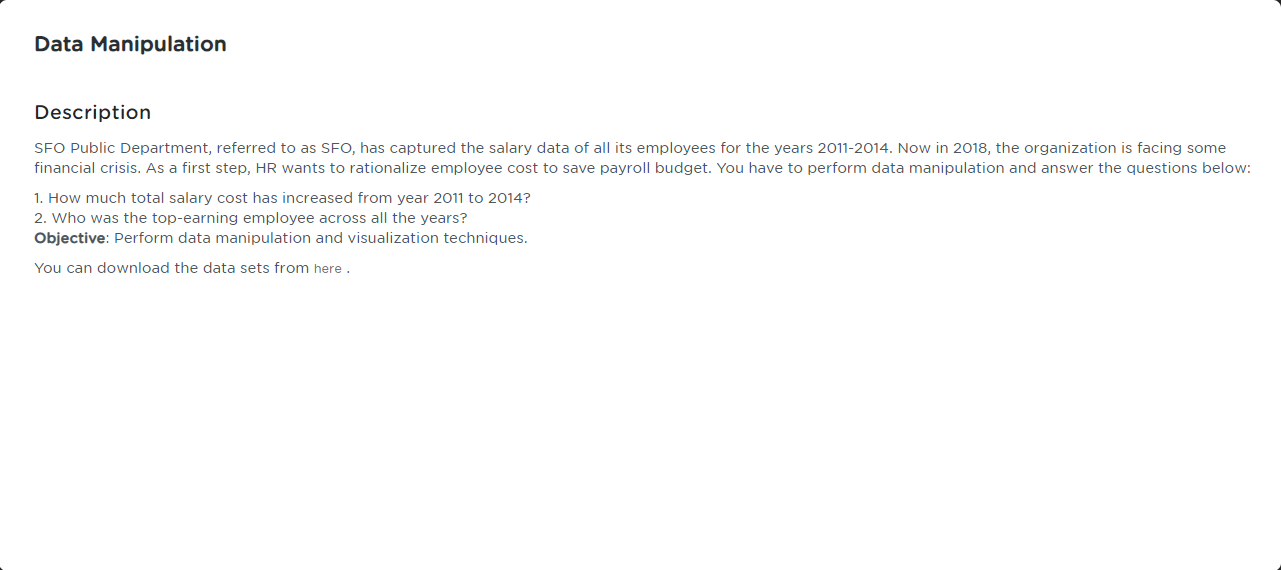 Data Manipulation
Description
SFO Public Department, referred to as SFO, has captured the salary data of all its employees for the years 2011-2014. Now in 2018, the organization is facing some
financial crisis. As a first step, HR wants to rationalize employee cost to save payroll budget. You have to perform data manipulation and answer the questions below:
1. How much total salary cost has increased from year 2011 to 2014?
2. Who was the top-earning employee across all the years?
Objective: Perform data manipulation and visualization techniques.
You can download the data sets from here .